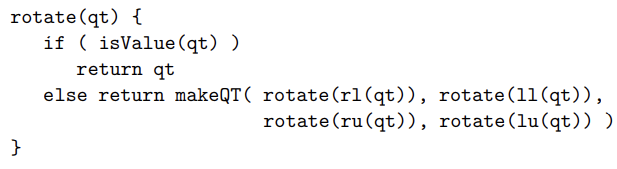 rotate(qt) {
   if ( isValue(qt) )
      return qt
   else return makeQT( rotate(rl(qt)), rotate(ll(qt)),
                       rotate(ru(qt)), rotate(lu(qt)) )
}